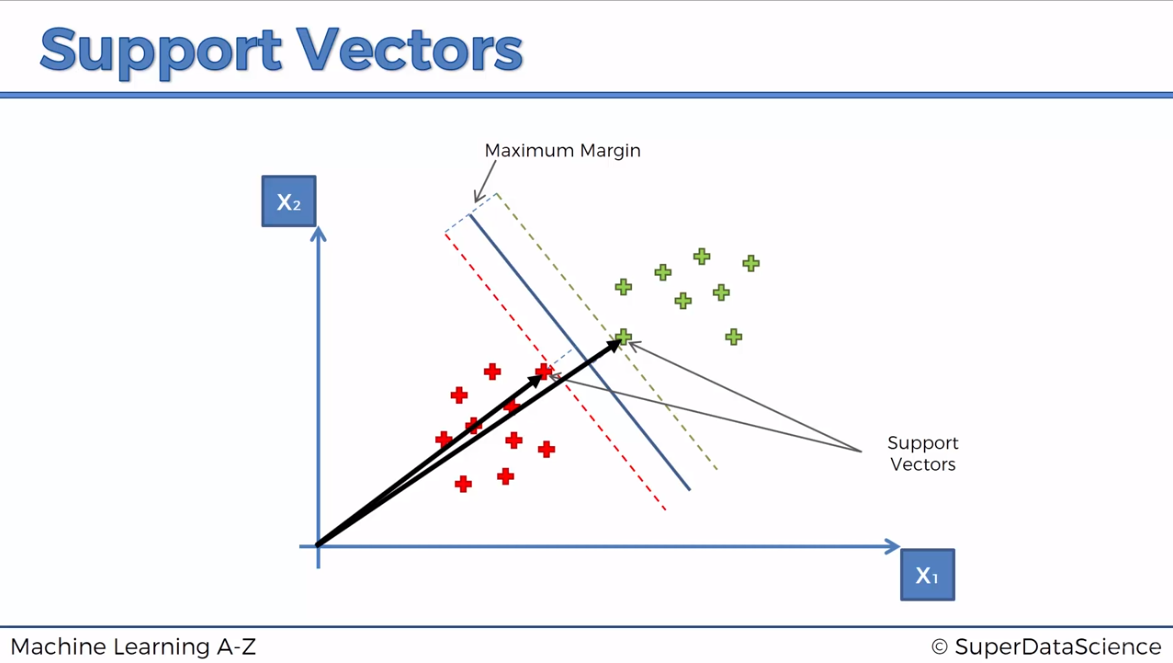 Support Vectors
Maximum Margin
X₂
Support
Vectors
X₁
Machine Learning A-Z
© SuperDataScience